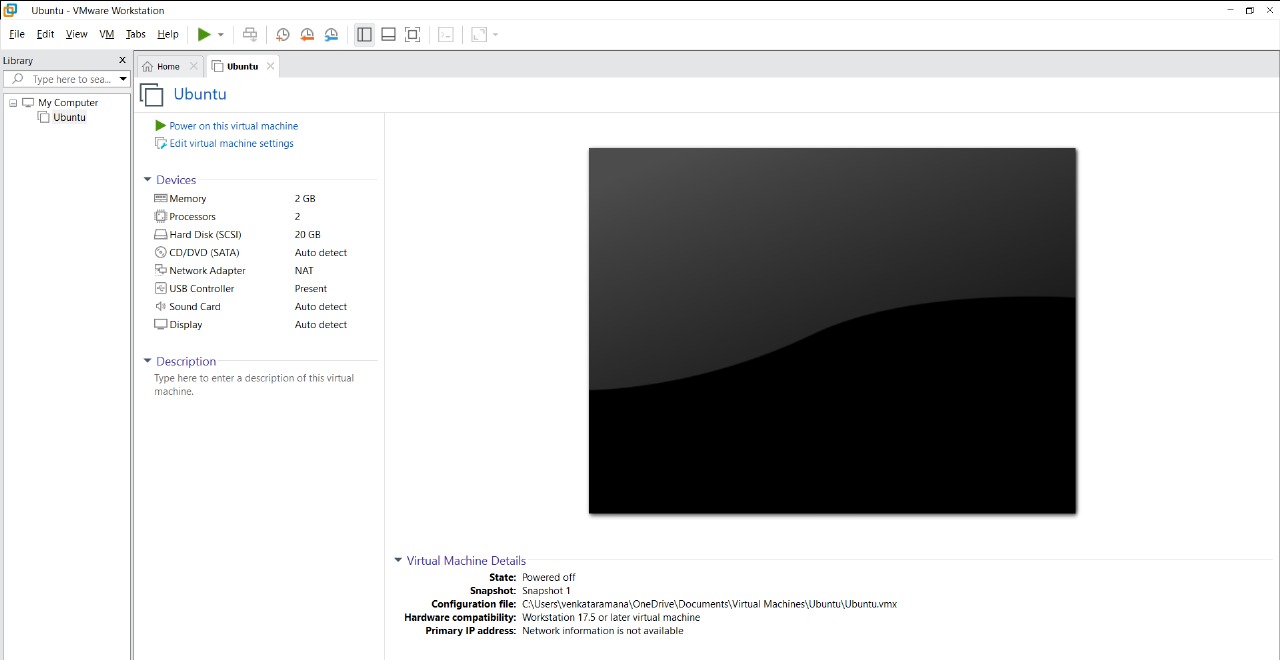 Ubuntu - VMware Workstation
File Edit View VM Tabs Help
Library
Type here to sea...
My Computer
Ubuntu
Home
Ubuntu
Ubuntu
Power on this virtual machine
Edit virtual machine settings
Devices
Memory 2 GB
Processors 2
Hard Disk (SCSI) 20 GB
CD/DVD (SATA) Auto detect
Network Adapter NAT
USB Controller Present
Sound Card Auto detect
Display Auto detect
Description
Type here to enter a description of this virtual
machine.
Virtual Machine Details
State: Powered off
Snapshot: Snapshot 1
Configuration file: C:\Users\venkataramana\OneDrive\Documents\Virtual Machines\Ubuntu\Ubuntu.vmx
Hardware compatibility: Workstation 17.5 or later virtual machine
Primary IP address: Network information is not available